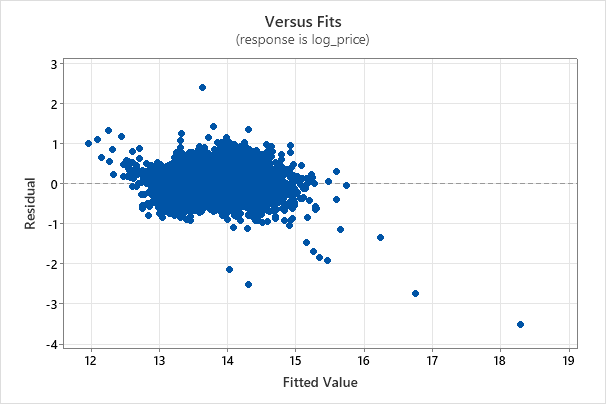 Versus Fits
(response is log_price)
3
2
1
0
-1
-2
-3
-4
Residual
12 13 14 15 16 17 18 19
Fitted Value